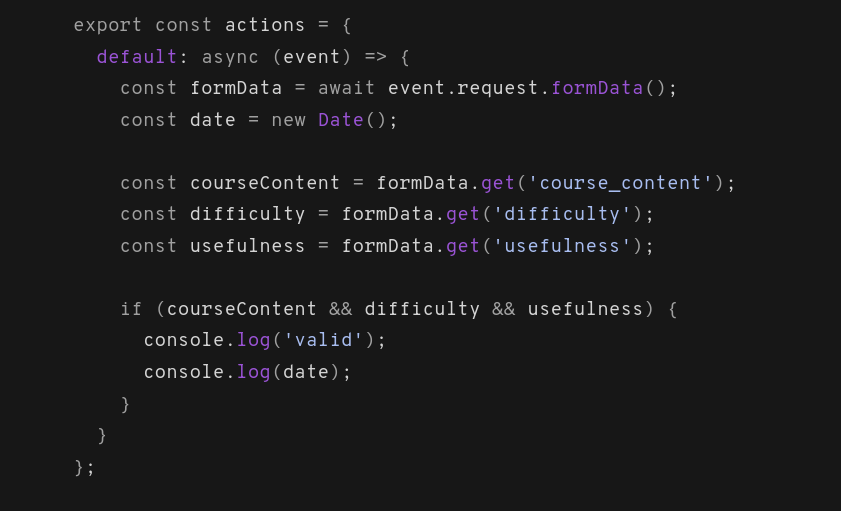 export const actions = {
default: async (event) => {
const formData = await event.request.formData();
const date = new Date();
const courseContent = formData.get('course_content');
const difficulty = formData.get('difficulty');
const usefulness = formData.get('usefulness');
if (courseContent && difficulty && usefulness) {
console.log('valid');
console.log(date);
}
}
};